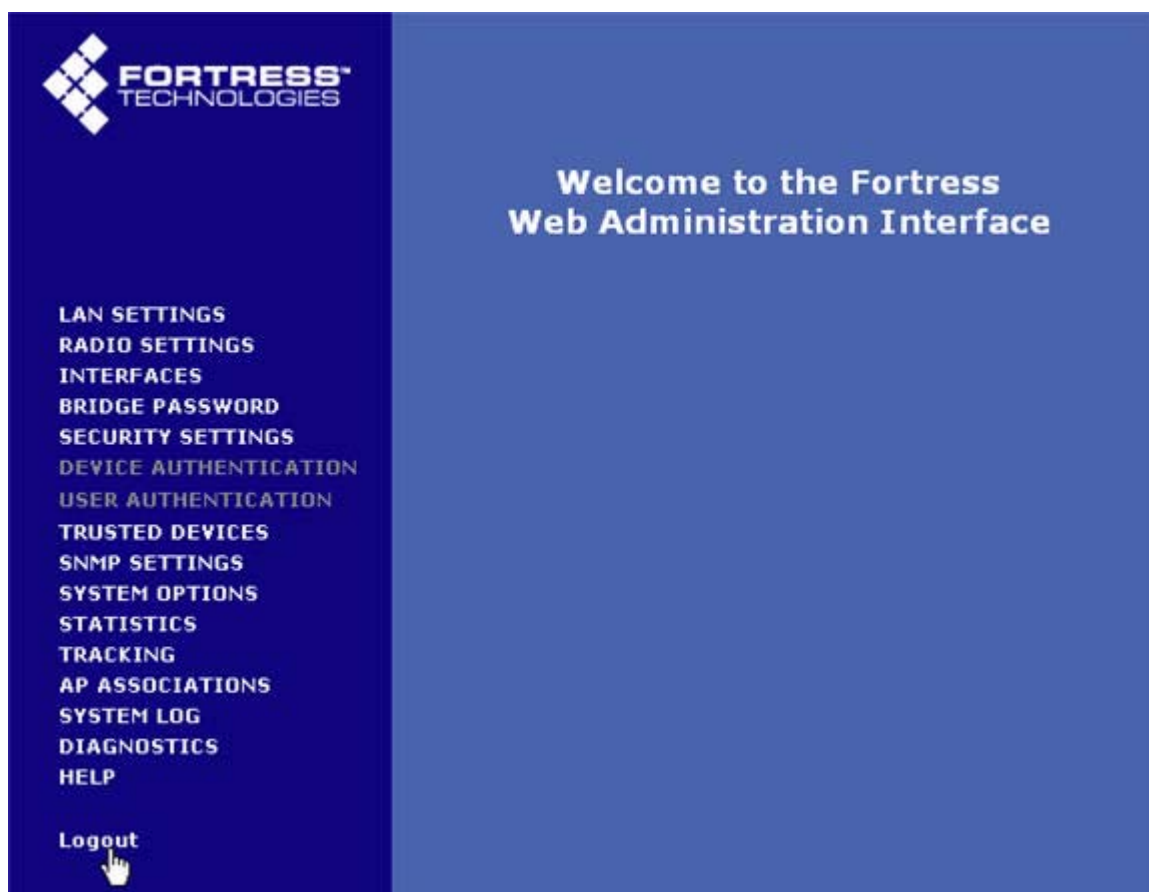 FORTRESS™
TECHNOLOGIES
Welcome to the Fortress
Web Administration Interface
LAN SETTINGS
RADIO SETTINGS
INTERFACES
BRIDGE PASSWORD
SECURITY SETTINGS
DEVICE AUTHENTICATION
USER AUTHENTICATION
TRUSTED DEVICES
SNMP SETTINGS
SYSTEM OPTIONS
STATISTICS
TRACKING
AP ASSOCIATIONS
SYSTEM LOG
DIAGNOSTICS
HELP
Logout